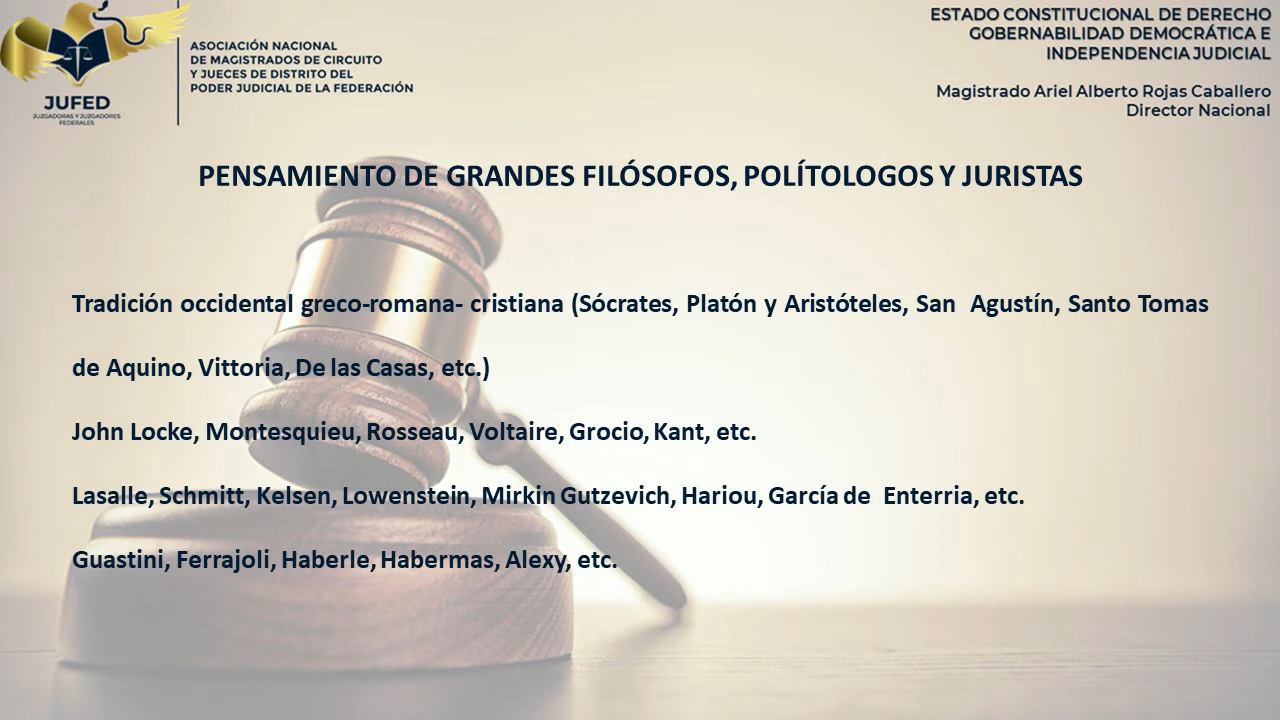 JUFED
JUZGADORAS Y JUZGADORES
FEDERALES
ASOCIACIÓN NACIONAL
DE MAGISTRADOS DE CIRCUITO
Y JUECES DE DISTRITO DEL
PODER JUDICIAL DE LA FEDERACIÓN
ESTADO CONSTITUCIONAL DE DERECHO
GOBERNABILIDAD DEMOCRÁTICA E
INDEPENDENCIA JUDICIAL
Magistrado Ariel Alberto Rojas Caballero
Director Nacional
PENSAMIENTO DE GRANDES FILÓSOFOS, POLÍTOLOGOS Y JURISTAS
Tradición occidental greco-romana- cristiana (Sócrates, Platón y Aristóteles, San Agustín, Santo Tomas
de Aquino, Vittoria, De las Casas, etc.)
John Locke, Montesquieu, Rosseau, Voltaire, Grocio, Kant, etc.
Lasalle, Schmitt, Kelsen, Lowenstein, Mirkin Gutzevich, Hariou, García de Enterria, etc.
Guastini, Ferrajoli, Haberle, Habermas, Alexy, etc.